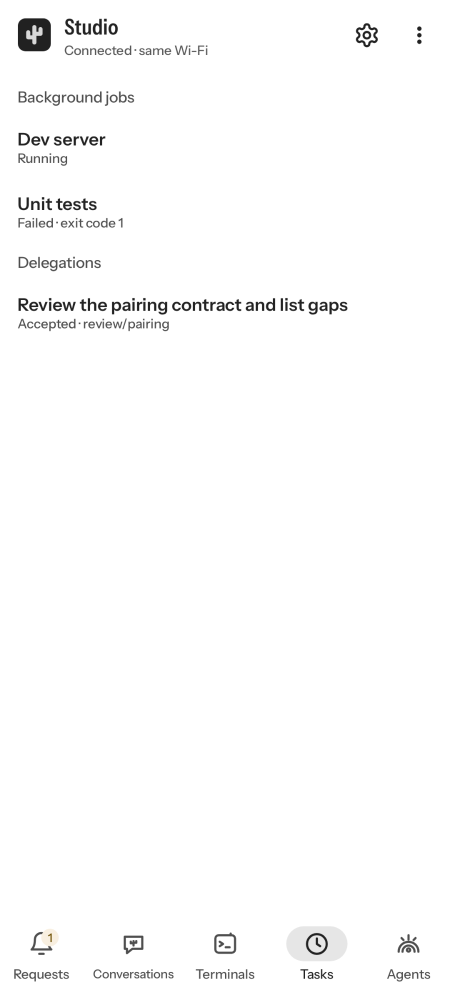 Studio
Connected · same Wi-Fi
Background jobs
Dev server
Running
Unit tests
Failed · exit code 1
Delegations
Review the pairing contract and list gaps
Accepted · review/pairing
1
Requests
Conversations
Terminals
Tasks
Agents